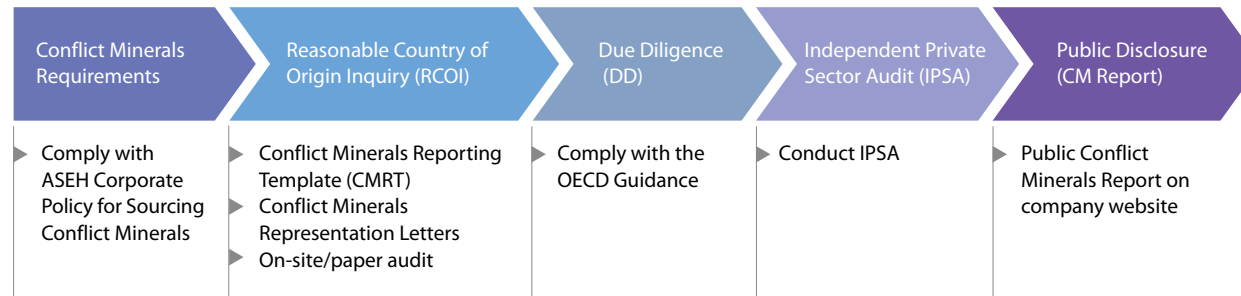 Conflict Minerals
Requirements
Reasonable Country of
Origin Inquiry (RCOI)
Due Diligence
(DD)
Independent Private
Sector Audit (IPSA)
Public Disclosure
(CM Report)
Comply with
ASEH Corporate
Policy for Sourcing
Conflict Minerals
Conflict Minerals Reporting
Template (CMRT)
Conflict Minerals
Representation Letters
On-site/paper audit
Comply with the
OECD Guidance
Conduct IPSA
Public Conflict
Minerals Report on
company website